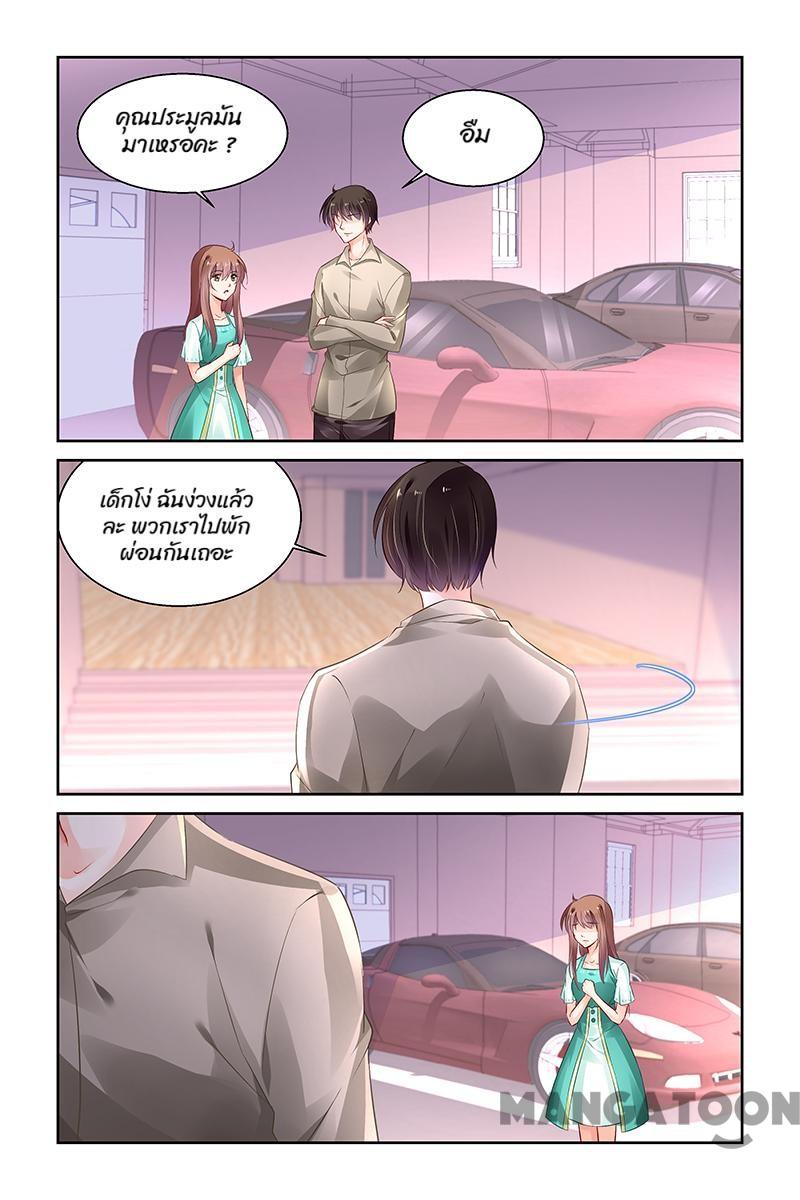 คุณประมูลมัน
มาเหรอคะ ?
อืม
เด็กโง่ ฉันง่วงแล้ว
ละ พวกเราไปพัก
ผ่อนกันเถอะ
MANGATOON